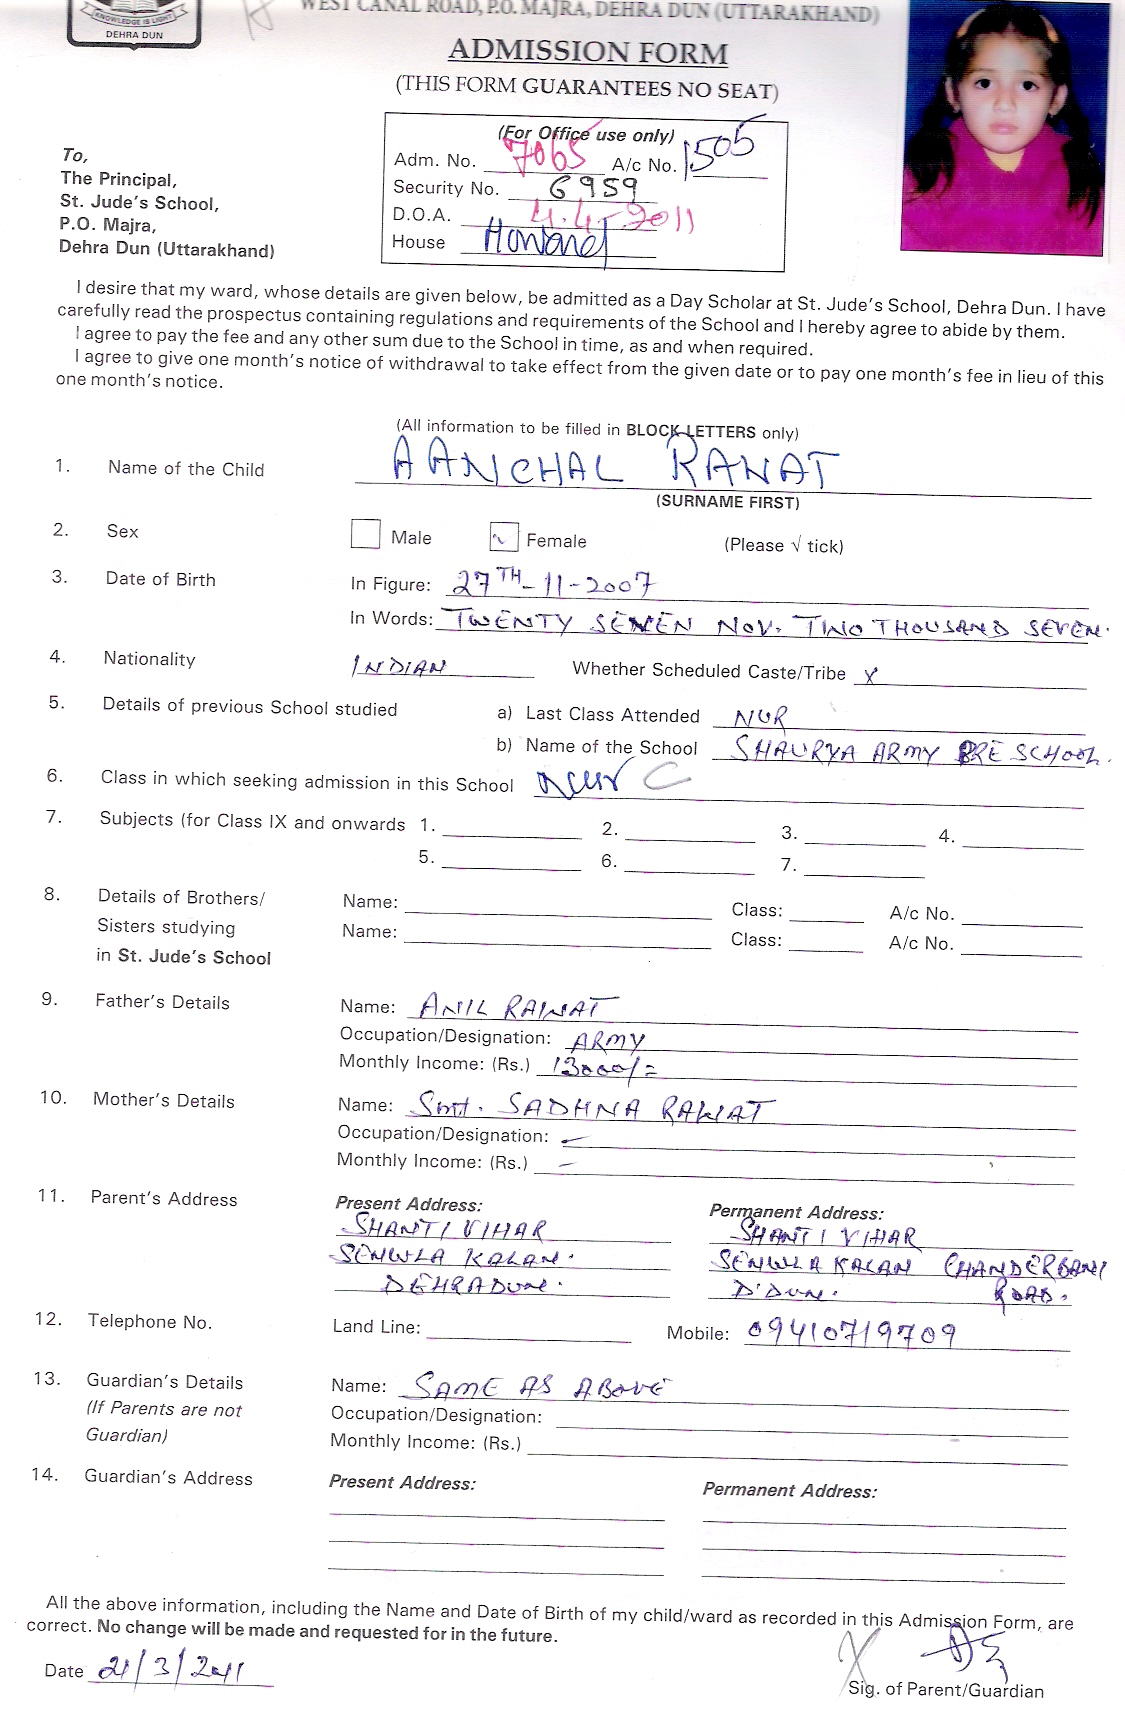 KNOWLEDGE IS LIGHT
DEHRA DUN
WEST CANAL ROAD, P.O. MAJRA, DEHRA DUN (UTTARAKHAND)
ADMISSION FORM
(THIS FORM GUARANTEES NO SEAT)
(For Office use only)
Adm. No. 7065 A/c No. 1505
Security No. 6959
D.O.A. 4.4-2011
House Howard
To,
The Principal,
St. Jude's School,
P.O. Majra,
Dehra Dun (Uttarakhand)
I desire that my ward, whose details are given below, be admitted as a Day Scholar at St. Jude's School, Dehra Dun. I have
carefully read the prospectus containing regulations and requirements of the School and I hereby agree to abide by them.
I agree to pay the fee and any other sum due to the School in time, as and when required.
I agree to give one month's notice of withdrawal to take effect from the given date or to pay one month's fee in lieu of this
one month's notice.
(All information to be filled in BLOCK LETTERS only)
1. Name of the Child AANCHAL RAWAT
(SURNAME FIRST)
2. Sex Male Female (Please √ tick)
3. Date of Birth In Figure: 27TH-11-2007
In Words: TWENTY SEVEN NOV. TWO THOUSAND SEVEN.
4. Nationality INDIAN Whether Scheduled Caste/Tribe X
5. Details of previous School studied a) Last Class Attended NUR
b) Name of the School SHAURYA ARMY PRE SCHOOL.
6. Class in which seeking admission in this School Nur C
7. Subjects (for Class IX and onwards 1. 2. 3. 4.
5. 6. 7.
8. Details of Brothers/ Name: Class: A/c No.
Sisters studying Name: Class: A/c No.
in St. Jude's School
9. Father's Details Name: ANIL RAWAT
Occupation/Designation: ARMY
Monthly Income: (Rs.) 13000/=
10. Mother's Details Name: Smt. SADHNA RAWAT
Occupation/Designation: –
Monthly Income: (Rs.) –
11. Parent's Address Present Address: Permanent Address:
SHANTI VIHAR SHANTI VIHAR
SEWLA KALAN. SEWLA KALAN CHANDERBANI
DEHRADUN. D'DUN. ROAD.
12. Telephone No. Land Line: Mobile: 09410719709
13. Guardian's Details Name: SAME AS ABOVE
(If Parents are not Occupation/Designation:
Guardian) Monthly Income: (Rs.)
14. Guardian's Address Present Address: Permanent Address:
All the above information, including the Name and Date of Birth of my child/ward as recorded in this Admission Form, are
correct. No change will be made and requested for in the future.
Date 21/3/2011 X
Sig. of Parent/Guardian